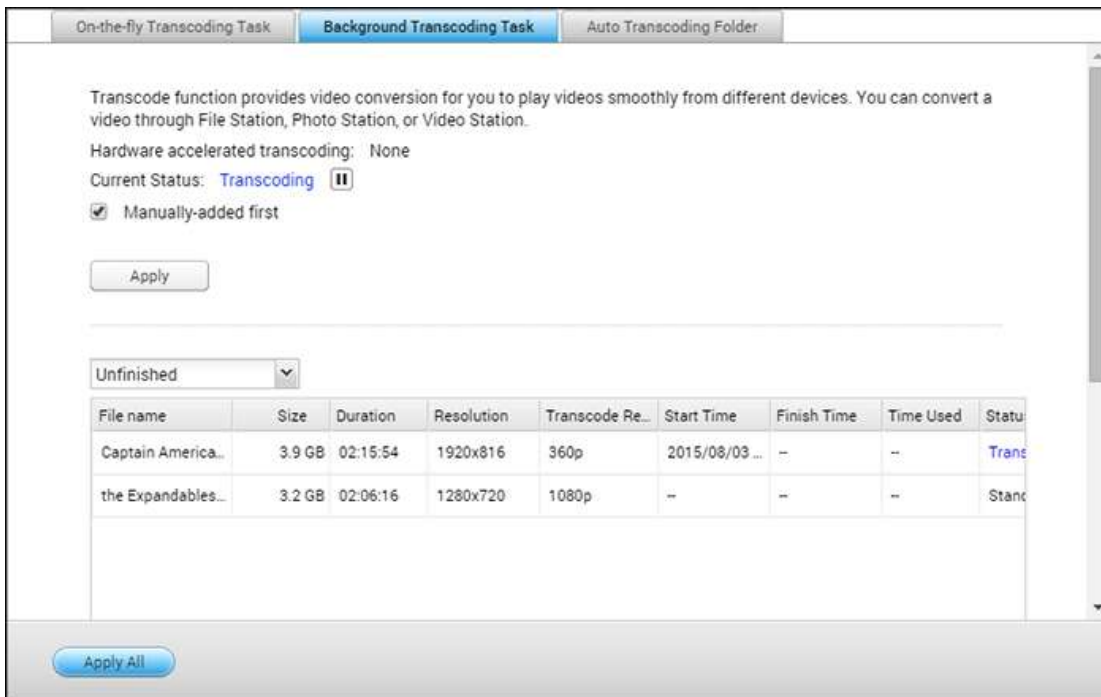 On-the-fly Transcoding Task Background Transcoding Task Auto Transcoding Folder
Transcode function provides video conversion for you to play videos smoothly from different devices. You can convert a
video through File Station, Photo Station, or Video Station.
Hardware accelerated transcoding: None
Current Status: Transcoding
Manually-added first
Apply
Unfinished
File name Size Duration Resolution Transcode Re... Start Time Finish Time Time Used Statu
Captain America... 3.9 GB 02:15:54 1920x816 360p 2015/08/03 ... -- -- Trans
the Expandables... 3.2 GB 02:06:16 1280x720 1080p -- -- -- Stand
Apply All